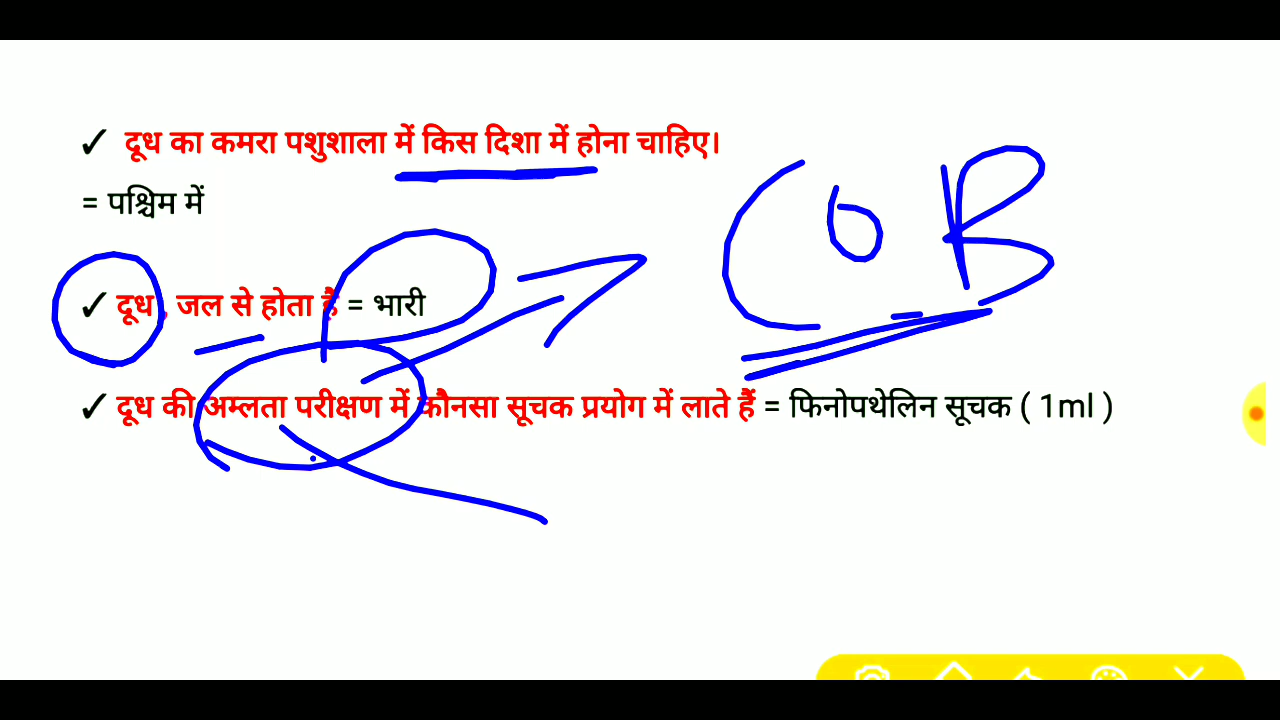 ✓ दूध का कमरा पशुशाला में किस दिशा में होना चाहिए।
= पश्चिम में
✓ दूध , जल से होता है = भारी
COB
✓ दूध की अम्लता परीक्षण में कौनसा सूचक प्रयोग में लाते हैं = फिनोपथेलिन सूचक ( 1ml )